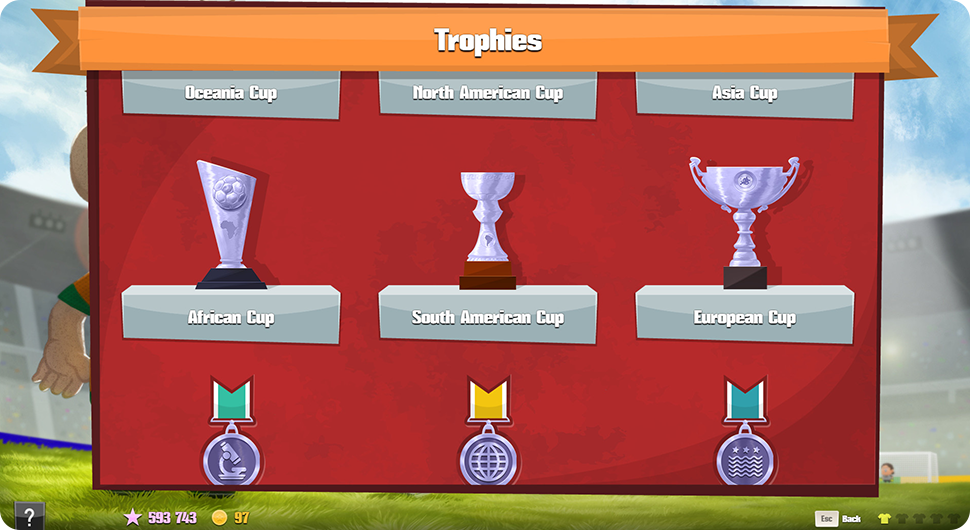 Trophies
Oceania Cup
North American Cup
Asia Cup
African Cup
South American Cup
European Cup
?
593 743
97
Esc
Back